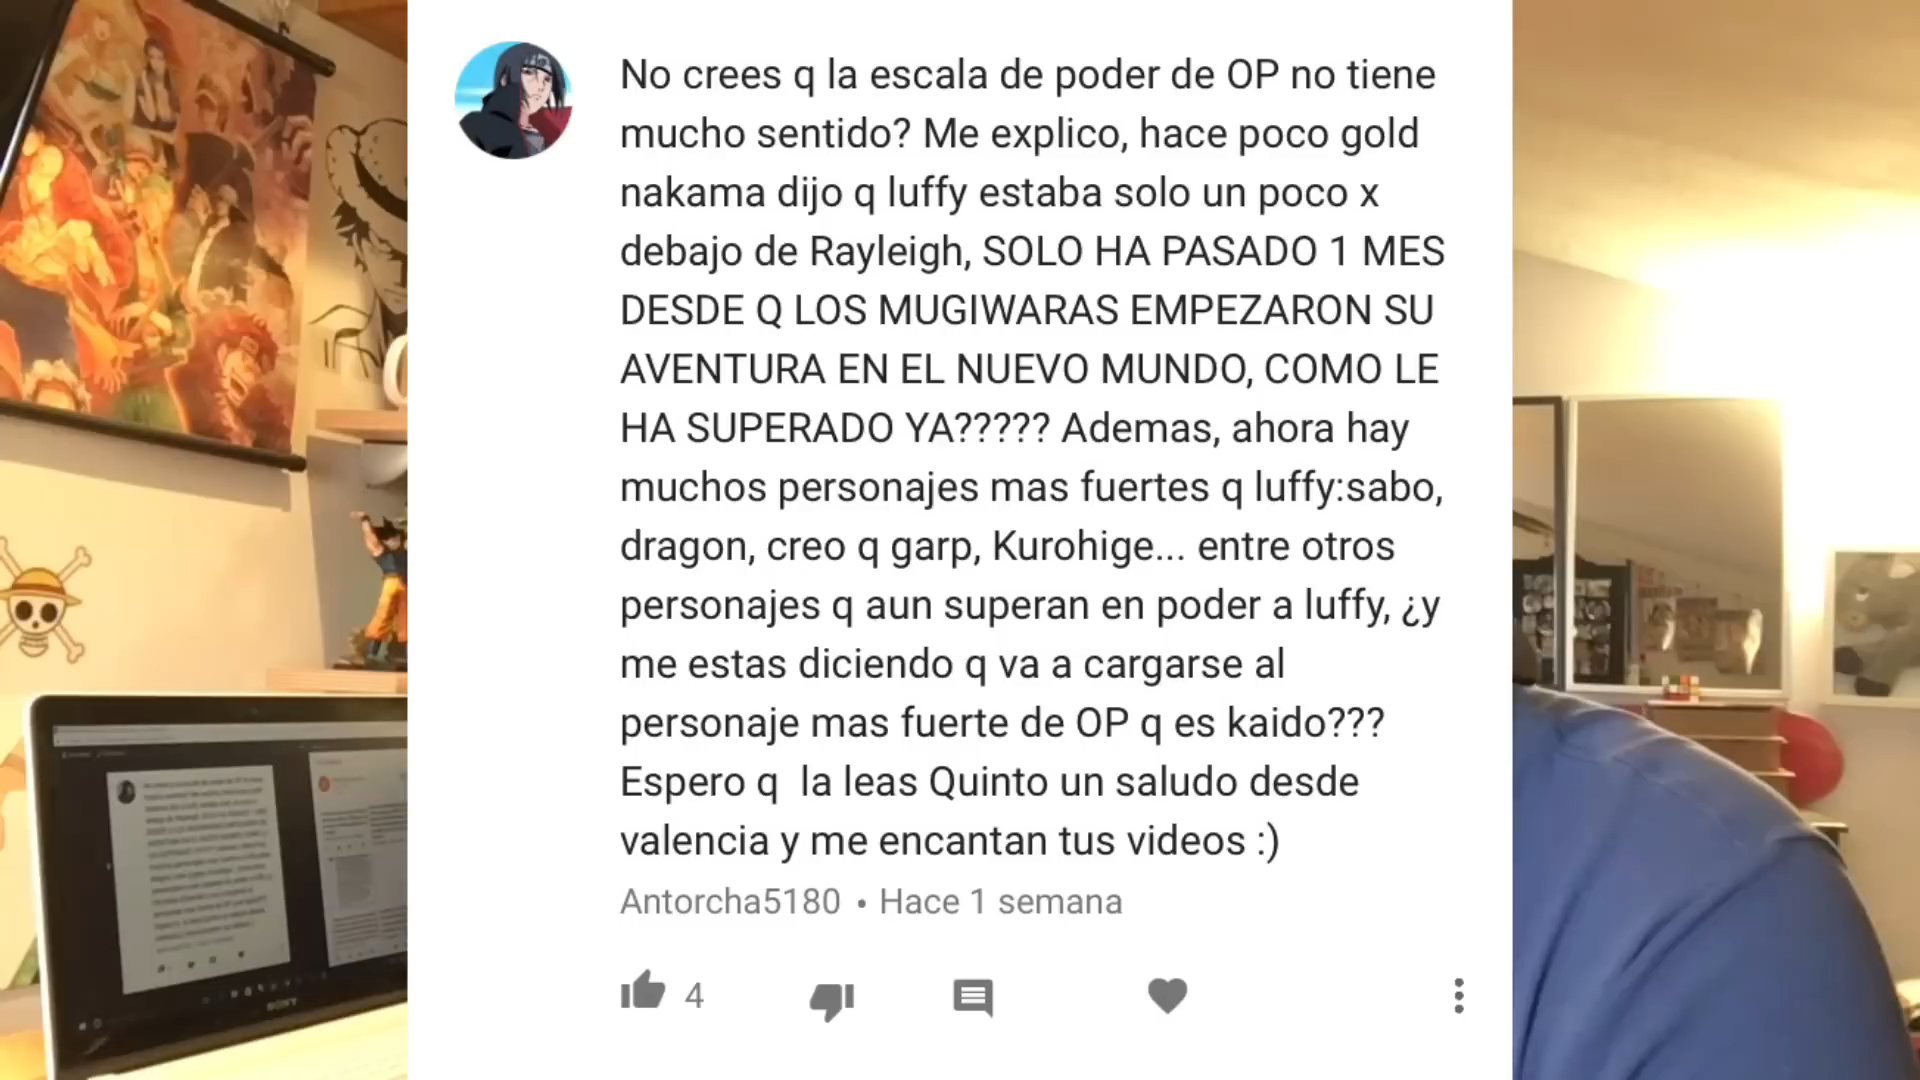 No crees q la escala de poder de OP no tiene
mucho sentido? Me explico, hace poco gold
nakama dijo q luffy estaba solo un poco x
debajo de Rayleigh, SOLO HA PASADO 1 MES
DESDE Q LOS MUGIWARAS EMPEZARON SU
AVENTURA EN EL NUEVO MUNDO, COMO LE
HA SUPERADO YA????? Ademas, ahora hay
muchos personajes mas fuertes q luffy:sabo,
dragon, creo q garp, Kurohige... entre otros
personajes q aun superan en poder a luffy, ¿y
me estas diciendo q va a cargarse al
personaje mas fuerte de OP q es kaido???
Espero q  la leas Quinto un saludo desde
valencia y me encantan tus videos :)
Antorcha5180 • Hace 1 semana
4
SONY